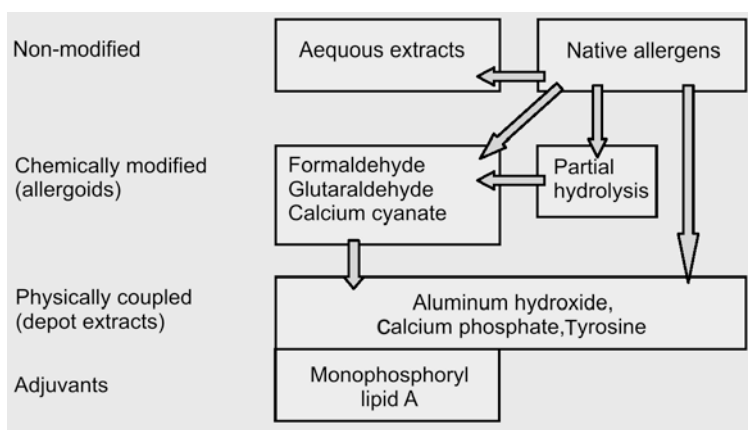 Non-modified
Aequous extracts
Native allergens
Chemically modified
(allergoids)
Formaldehyde
Glutaraldehyde
Calcium cyanate
Partial
hydrolysis
Physically coupled
(depot extracts)
Aluminum hydroxide,
Calcium phosphate,Tyrosine
Adjuvants
Monophosphoryl
lipid A